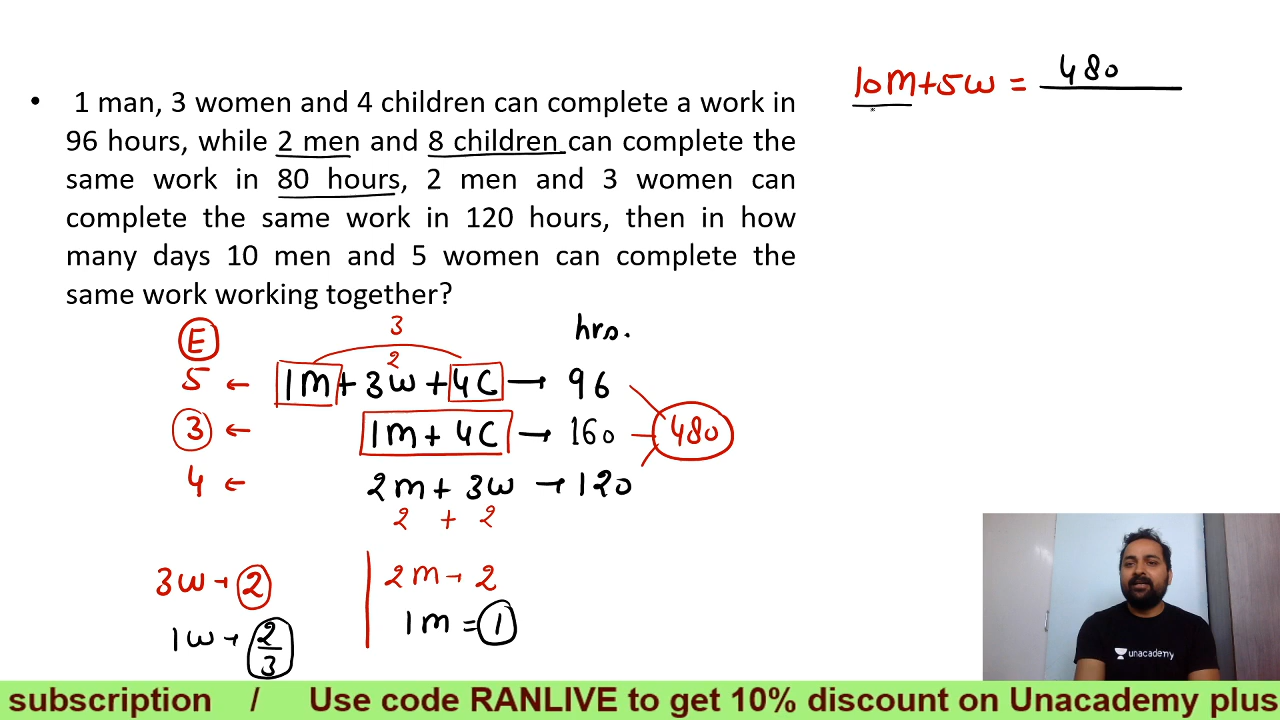 10m+5w = 480
• 1 man, 3 women and 4 children can complete a work in
96 hours, while 2 men and 8 children can complete the
same work in 80 hours, 2 men and 3 women can
complete the same work in 120 hours, then in how
many days 10 men and 5 women can complete the
same work working together?
3
hrs.
E
2
5 ← 1m+3w+4C → 96
3 ← 1m+4C → 160 480
4 ← 2m+3w → 120
2 + 2
3w → 2 2m → 2
1w → 2/3 1m = 1
unacademy
subscription / Use code RANLIVE to get 10% discount on Unacademy plus